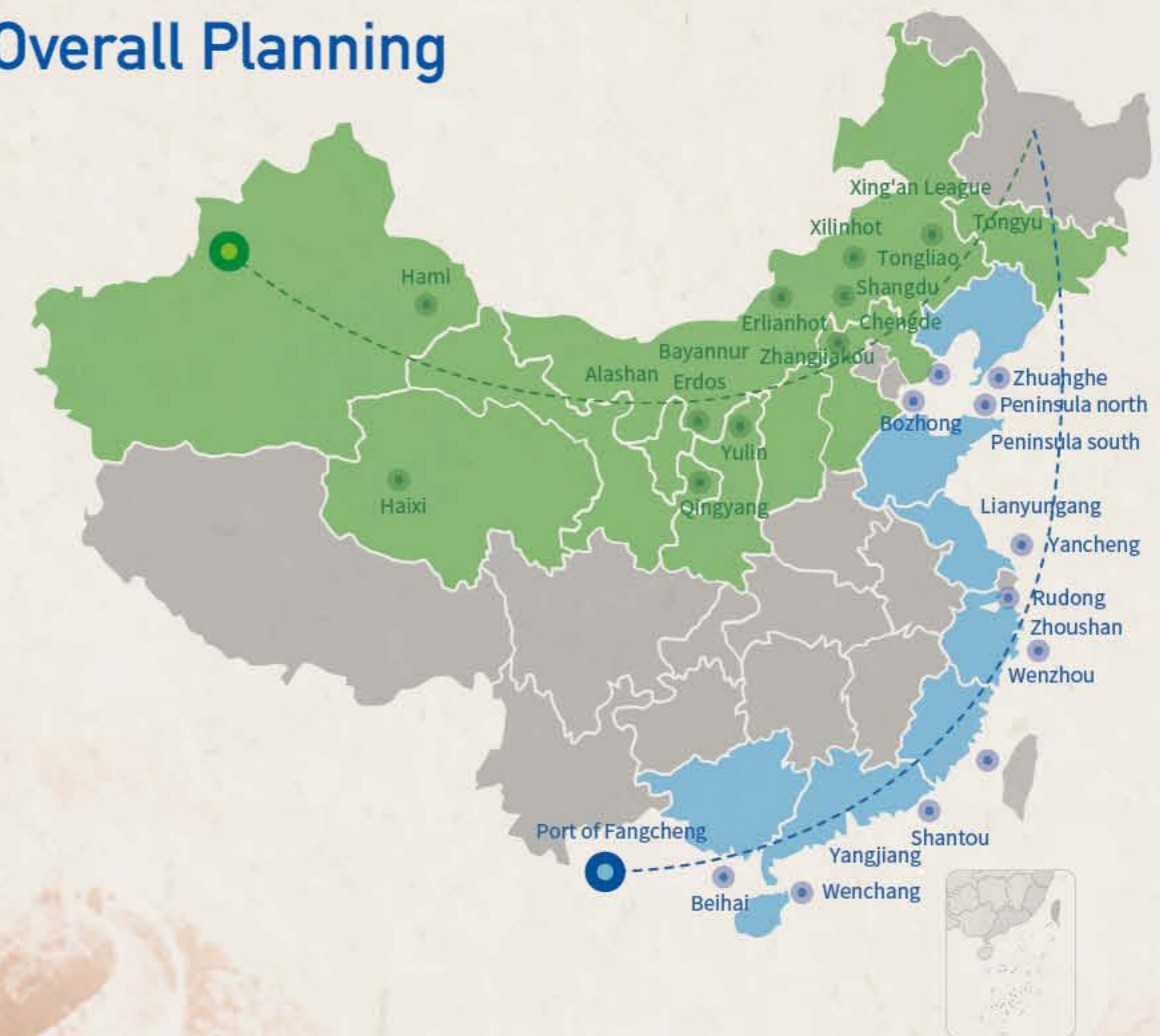 Overall Planning
Xing'an League
Xilinhot
Tongyu
Tongliao
Hami
Shangdu
Erlianhot
Chengde
Bayannur
Zhangjiakou
Alashan
Erdos
Zhuanghe
Peninsula north
Bozhong
Peninsula south
Yulin
Haixi
Qingyang
Lianyungang
Yancheng
Rudong
Zhoushan
Wenzhou
Port of Fangcheng
Shantou
Yangjiang
Beihai
Wenchang